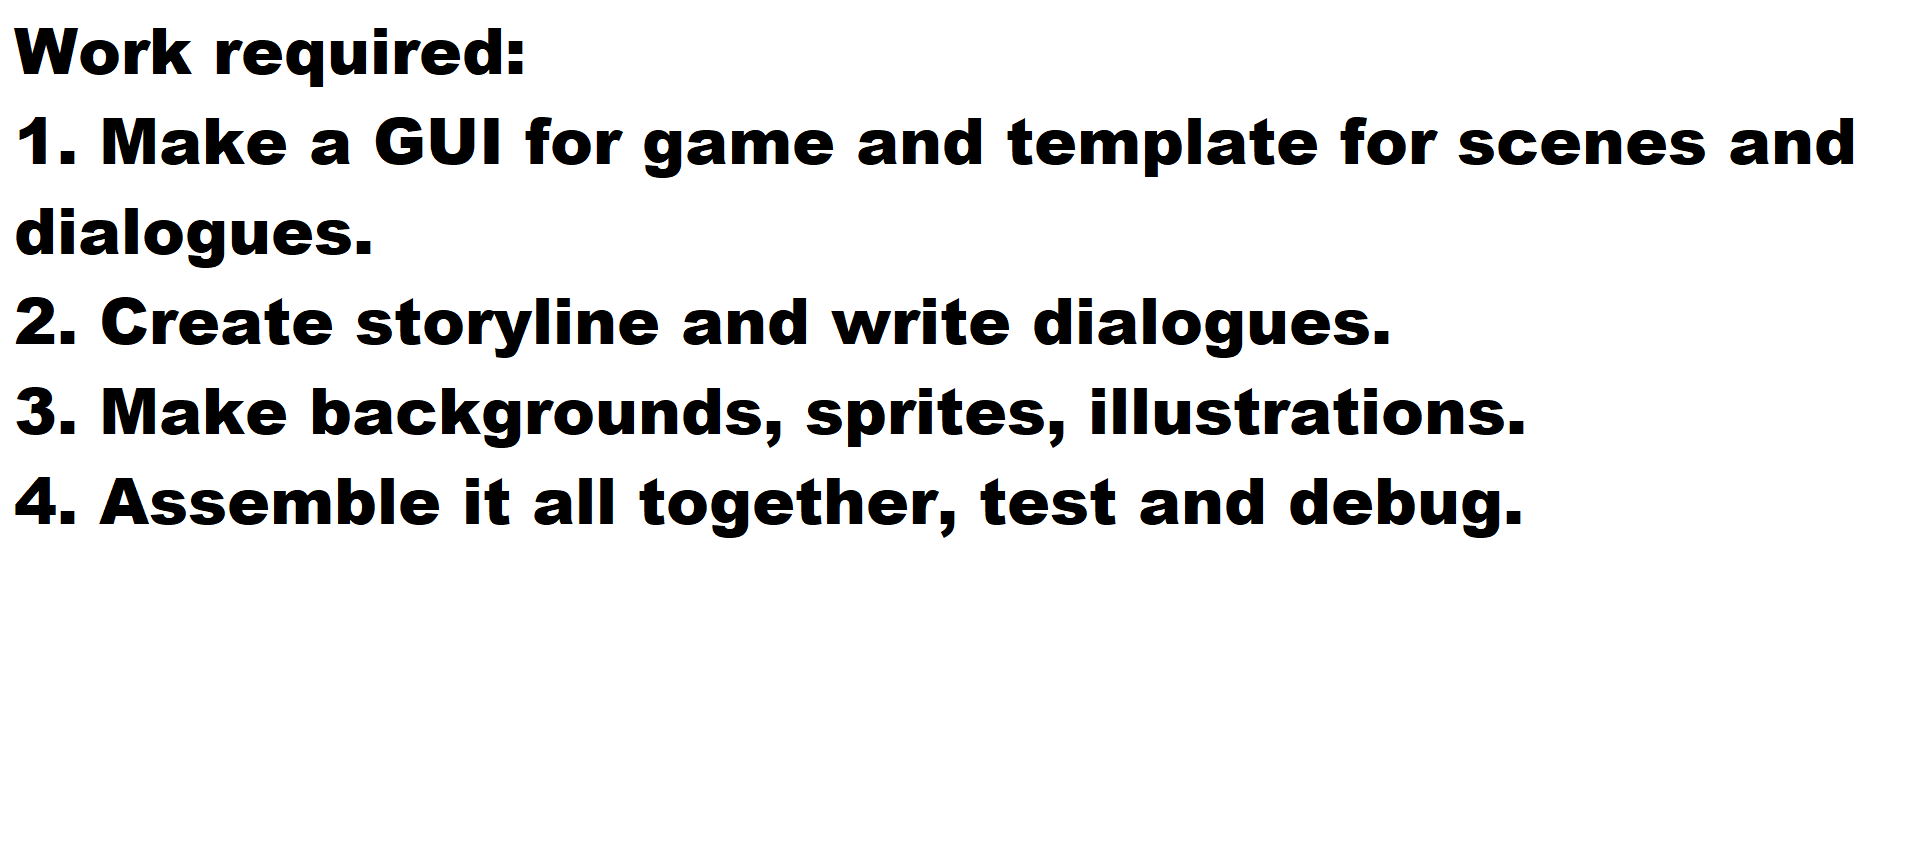 Work required:
1. Make a GUI for game and template for scenes and
dialogues.
2. Create storyline and write dialogues.
3. Make backgrounds, sprites, illustrations.
4. Assemble it all together, test and debug.